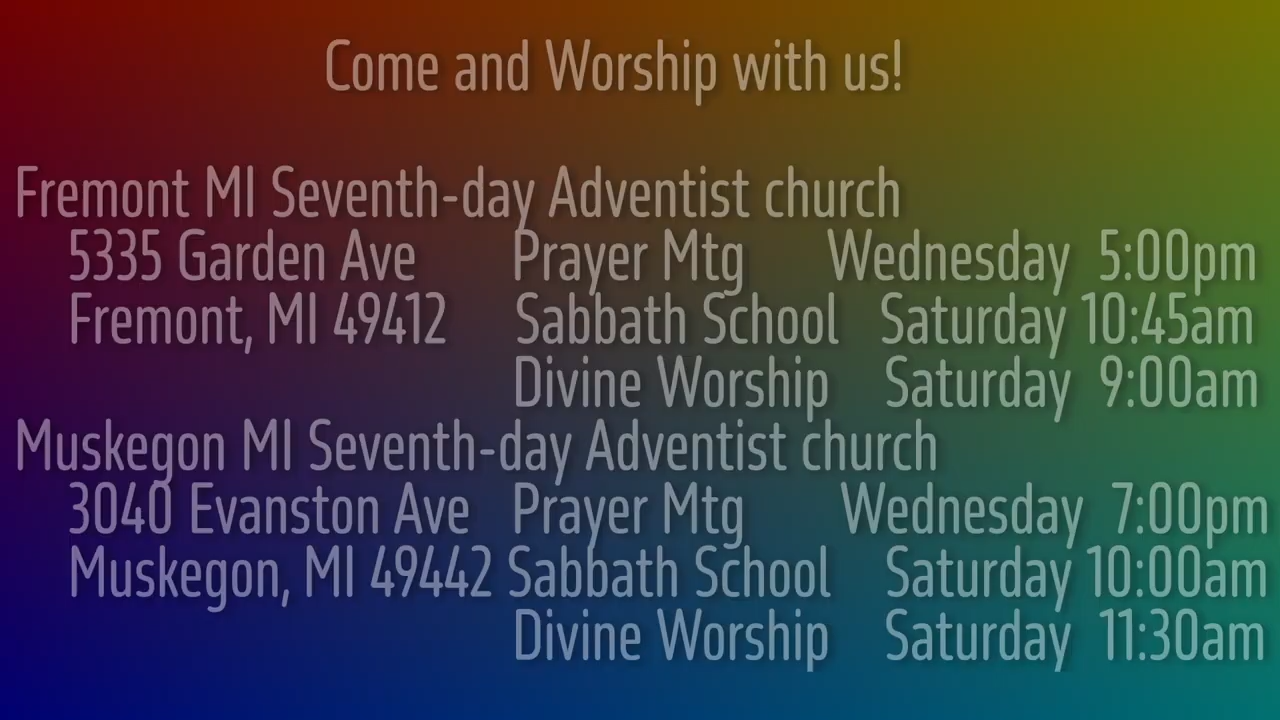 Come and Worship with us!
Fremont MI Seventh-day Adventist church
5335 Garden Ave Prayer Mtg Wednesday 5:00pm
Fremont, MI 49412 Sabbath School Saturday 10:45am
Divine Worship Saturday 9:00am
Muskegon MI Seventh-day Adventist church
3040 Evanston Ave Prayer Mtg Wednesday 7:00pm
Muskegon, MI 49442 Sabbath School Saturday 10:00am
Divine Worship Saturday 11:30am